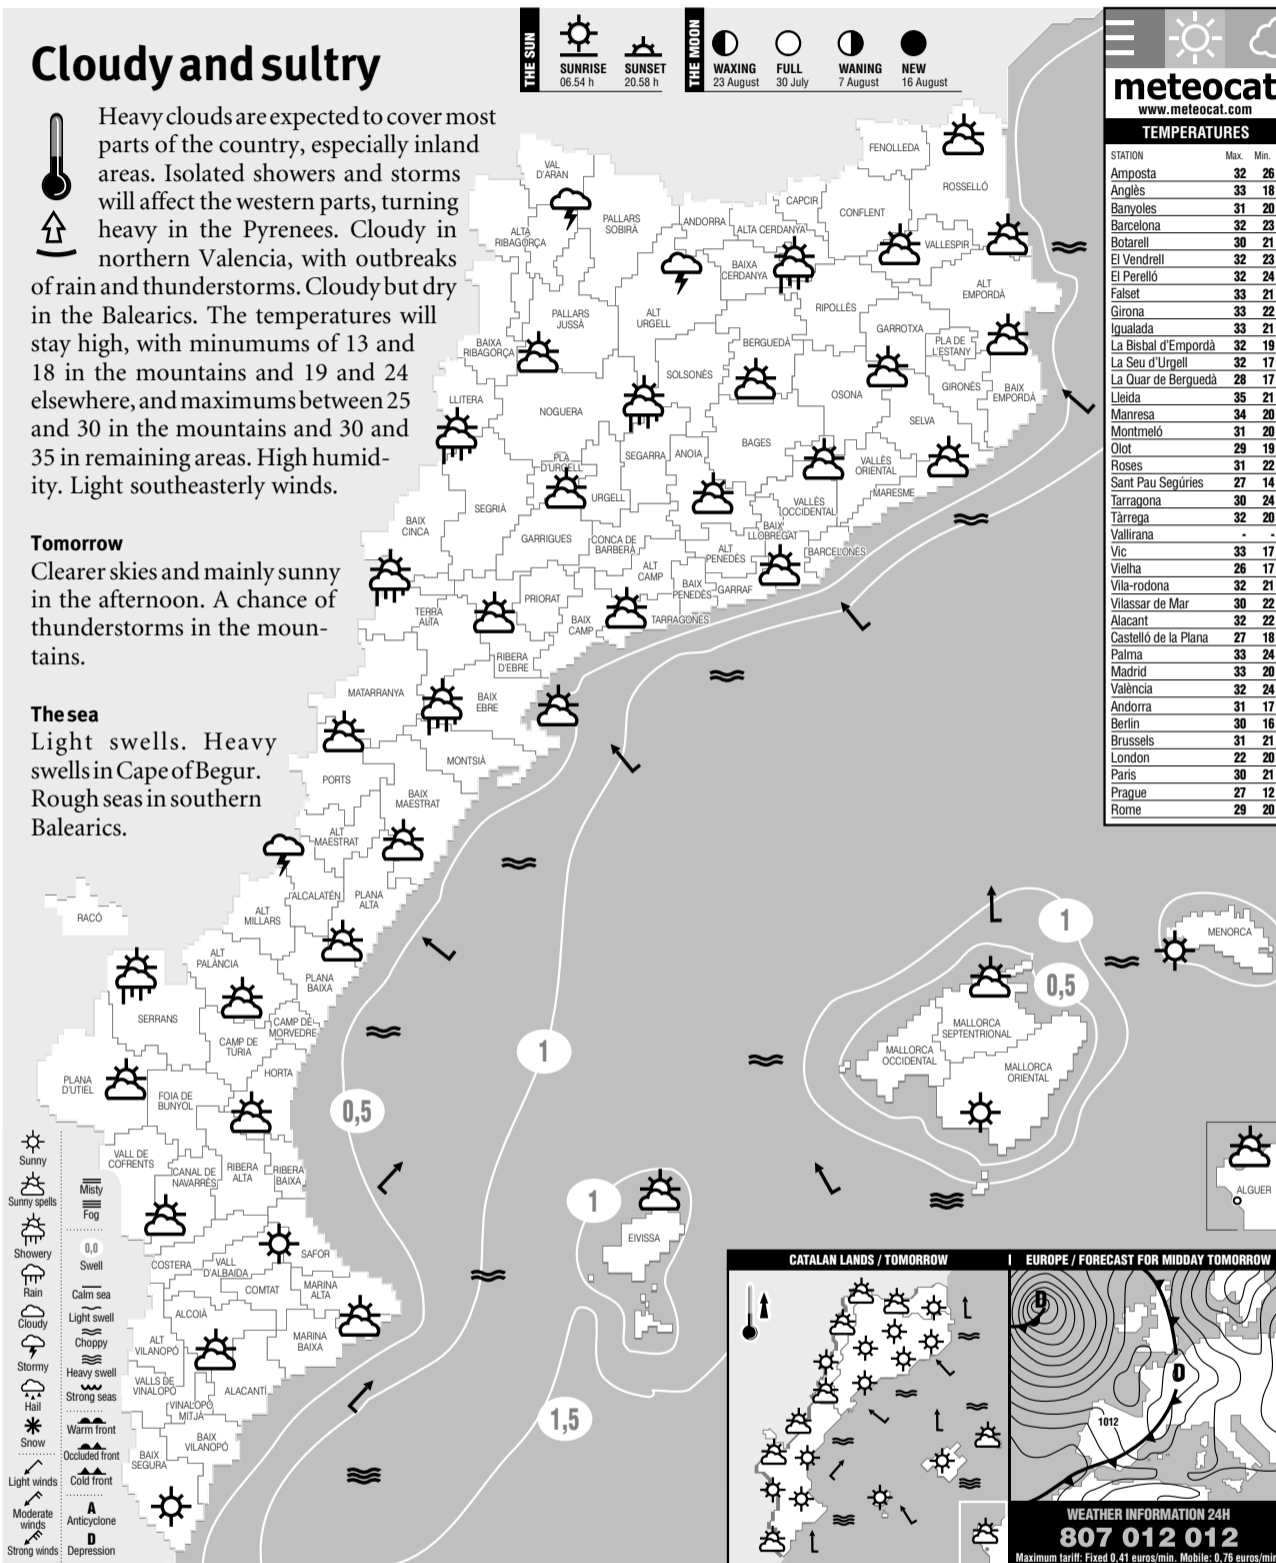 Cloudy and sultry
Heavy clouds are expected to cover most
parts of the country, especially inland
areas. Isolated showers and storms
will affect the western parts, turning
heavy in the Pyrenees. Cloudy in
northern Valencia, with outbreaks
of rain and thunderstorms. Cloudy but dry
in the Balearics. The temperatures will
stay high, with minumums of 13 and
18 in the mountains and 19 and 24
elsewhere, and maximums between 25
and 30 in the mountains and 30 and
35 in remaining areas. High humid-
ity. Light southeasterly winds.
Tomorrow
Clearer skies and mainly sunny
in the afternoon. A chance of
thunderstorms in the moun-
tains.
The sea
Light swells. Heavy
swells in Cape of Begur.
Rough seas in southern
Balearics.
THE SUN
SUNRISE
06.54 h
SUNSET
20.58 h
THE MOON
WAXING
23 August
FULL
30 July
WANING
7 August
NEW
16 August
FENOLLEDA
ROSSELLÓ
VAL
D'ARAN
PALLARS
SOBIRÀ
ANDORRA
CAPCIR
ALTA CERDANYA
CONFLENT
VALLESPIR
ALTA
RIBAGORÇA
BAIXA
CERDANYA
ALT
EMPORDÀ
PALLARS
JUSSÀ
ALT
URGELL
RIPOLLÈS
GARROTXA
PLA DE
L'ESTANY
BAIXA
RIBAGORÇA
BERGUEDÀ
SOLSONÈS
OSONA
GIRONÈS
BAIX
EMPORDÀ
LLITERA
NOGUERA
SELVA
BAGES
PLA
D'URGELL
SEGARRA
ANOIA
VALLÈS
ORIENTAL
URGELL
MARESME
SEGRIÀ
VALLÈS
OCCIDENTAL
BAIX
CINCA
BAIX
LLOBREGAT
GARRIGUES
CONCA DE
BARBERÀ
ALT
PENEDÈS
BARCELONÈS
ALT
CAMP
BAIX
PENEDÈS
GARRAF
PRIORAT
TERRA
ALTA
BAIX
CAMP
TARRAGONÈS
RIBERA
D'EBRE
MATARRANYA
BAIX
EBRE
MONTSIÀ
PORTS
BAIX
MAESTRAT
ALT
MAESTRAT
ALCALATÉN
PLANA
ALTA
RACÓ
ALT
MILLARS
ALT
PALÀNCIA
PLANA
BAIXA
SERRANS
CAMP DE
MORVEDRE
CAMP DE
TÚRIA
HORTA
PLANA
D'UTIEL
FOIA DE
BUNYOL
VALL DE
COFRENTS
CANAL DE
NAVARRÉS
RIBERA
ALTA
RIBERA
BAIXA
COSTERA
VALL
D'ALBAIDA
SAFOR
COMTAT
MARINA
ALTA
ALCOIÀ
ALT
VILANOPÓ
MARINA
BAIXA
VALLS DE
VINALOPÓ
ALACANTÍ
VINALOPÓ
MITJÀ
BAIX
VILANOPÓ
BAIX
SEGURA
MENORCA
MALLORCA
SEPTENTRIONAL
MALLORCA
OCCIDENTAL
MALLORCA
ORIENTAL
EIVISSA
ALGUER
1
0,5
1
0,5
1
1,5
Sunny
Sunny spells
Showery
Rain
Cloudy
Stormy
Hail
Snow
Light winds
Moderate
winds
Strong winds
Misty
Fog
0,0
Swell
Calm sea
Light swell
Choppy
Heavy swell
Strong seas
Warm front
Occluded front
Cold front
A
Anticyclone
D
Depression
meteocat
www.meteocat.com
TEMPERATURES
STATION Max. Min.
Amposta 32 26
Anglès 33 18
Banyoles 31 20
Barcelona 32 23
Botarell 30 21
El Vendrell 32 23
El Perelló 32 24
Falset 33 21
Girona 33 22
Igualada 33 21
La Bisbal d'Empordà 32 19
La Seu d'Urgell 32 17
La Quar de Berguedà 28 17
Lleida 35 21
Manresa 34 20
Montmeló 31 20
Olot 29 19
Roses 31 22
Sant Pau Segúries 27 14
Tarragona 30 24
Tàrrega 32 20
Vallirana - -
Vic 33 17
Vielha 26 17
Vila-rodona 32 21
Vilassar de Mar 30 22
Alacant 32 22
Castelló de la Plana 27 18
Palma 33 24
Madrid 33 20
València 32 24
Andorra 31 17
Berlin 30 16
Brussels 31 21
London 22 20
Paris 30 21
Prague 27 12
Rome 29 20
CATALAN LANDS / TOMORROW
EUROPE / FORECAST FOR MIDDAY TOMORROW
D
D
1012
WEATHER INFORMATION 24H
807 012 012
Maximum tariff: Fixed 0,41 euros/min. Mobile: 0,76 euros/min